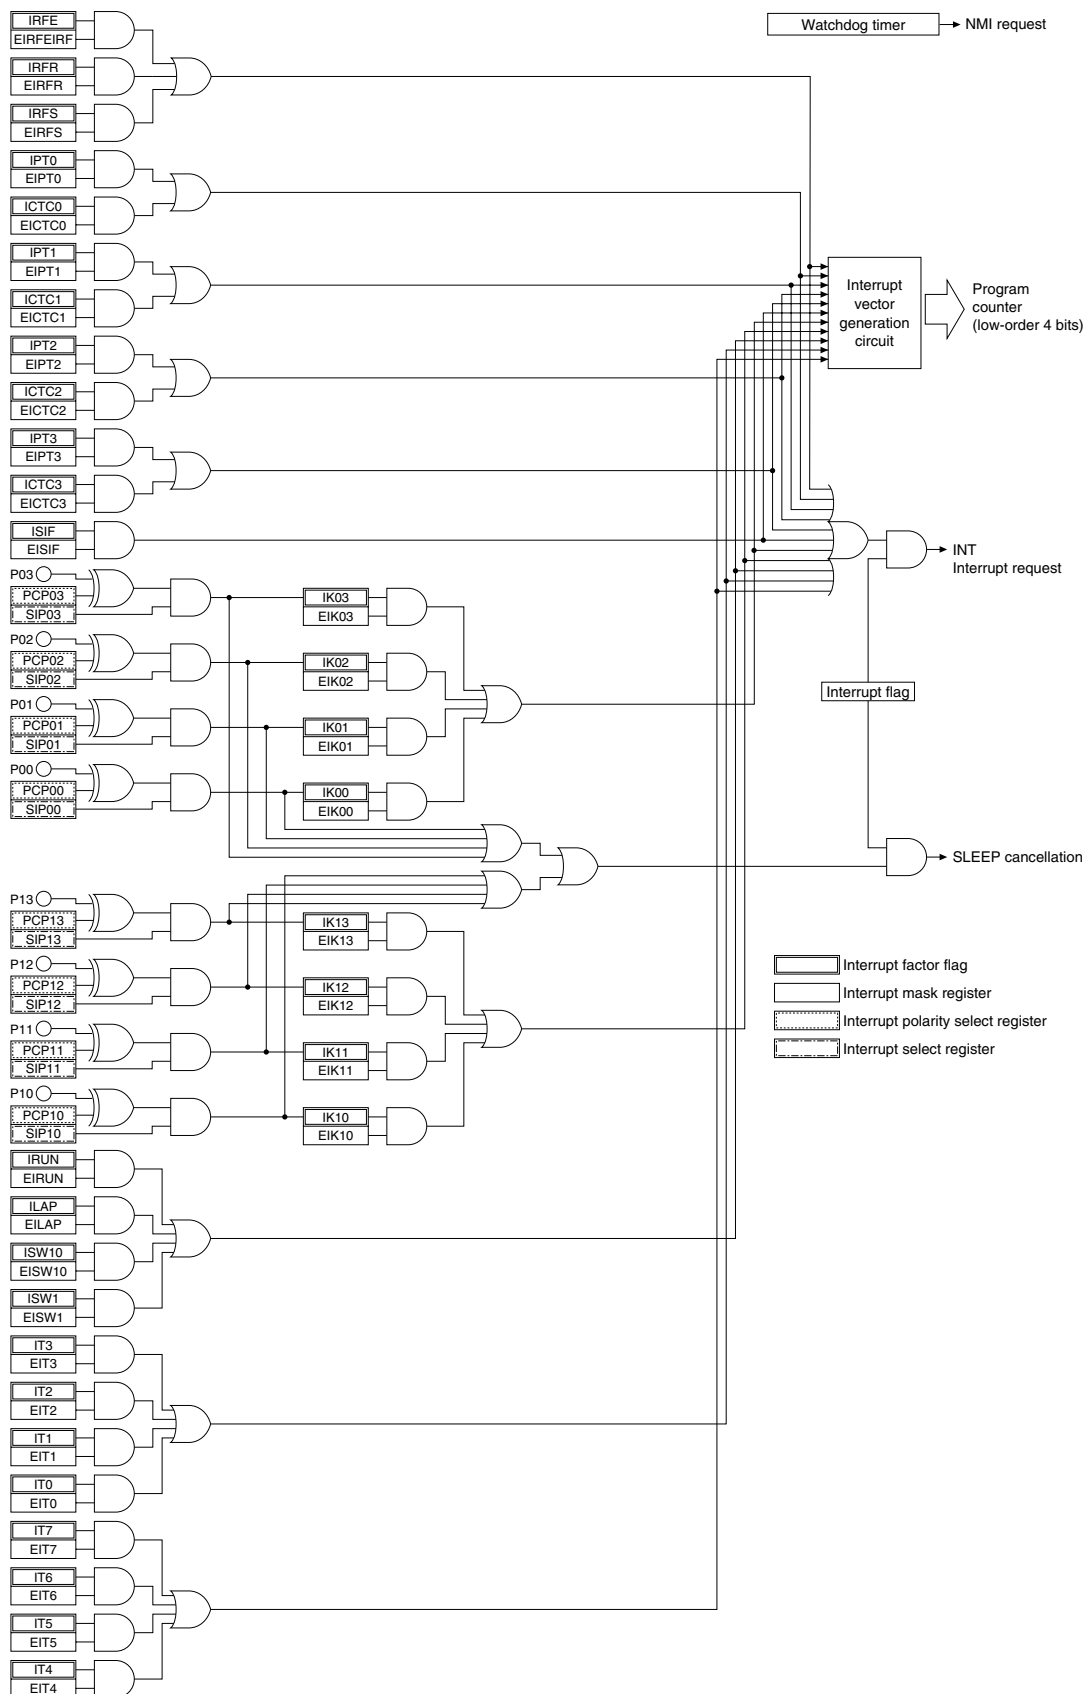 IRFE
EIRFEIRF
Watchdog timer
NMI request
IRFR
EIRFR
IRFS
EIRFS
IPT0
EIPT0
ICTC0
EICTC0
IPT1
EIPT1
ICTC1
EICTC1
Interrupt
vector
generation
circuit
Program
counter
(low-order 4 bits)
IPT2
EIPT2
ICTC2
EICTC2
IPT3
EIPT3
ICTC3
EICTC3
ISIF
EISIF
INT
Interrupt request
P03
PCP03
SIP03
IK03
EIK03
P02
PCP02
SIP02
IK02
EIK02
Interrupt flag
P01
PCP01
SIP01
IK01
EIK01
P00
PCP00
SIP00
IK00
EIK00
SLEEP cancellation
P13
PCP13
SIP13
IK13
EIK13
P12
PCP12
SIP12
IK12
EIK12
P11
PCP11
SIP11
IK11
EIK11
P10
PCP10
SIP10
IK10
EIK10
Interrupt factor flag
Interrupt mask register
Interrupt polarity select register
Interrupt select register
IRUN
EIRUN
ILAP
EILAP
ISW10
EISW10
ISW1
EISW1
IT3
EIT3
IT2
EIT2
IT1
EIT1
IT0
EIT0
IT7
EIT7
IT6
EIT6
IT5
EIT5
IT4
EIT4